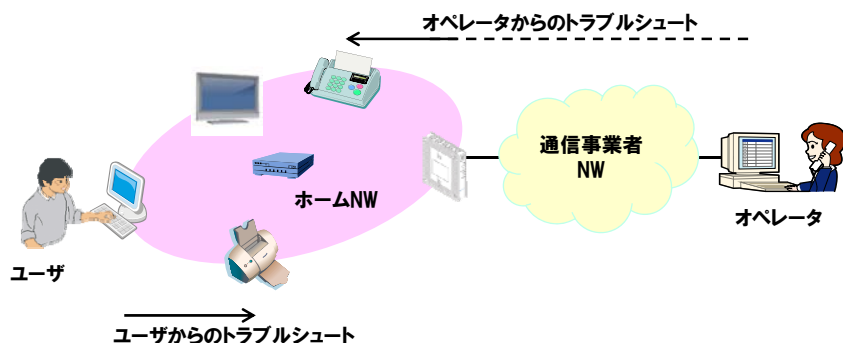 オペレータからのトラブルシュート
通信事業者
NW
ホームNW
オペレータ
ユーザ
ユーザからのトラブルシュート